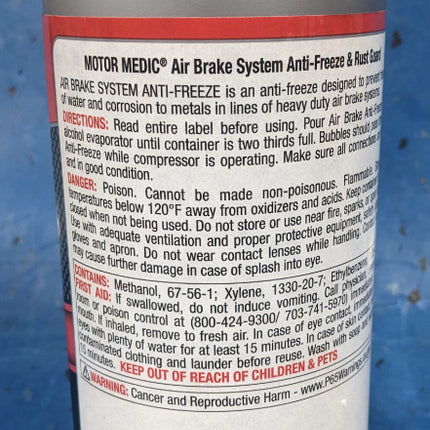 MOTOR MEDIC® Air Brake System Anti-Freeze & Rust Guard
AIR BRAKE SYSTEM ANTI-FREEZE is an anti-freeze designed to prevent
of water and corrosion to metals in lines of heavy duty air brake systems.
DIRECTIONS: Read entire label before using. Pour Air Brake Anti-
alcohol evaporator until container is two thirds full. Bubbles should
Anti-Freeze while compressor is operating. Make sure all connections
and in good condition.
DANGER: Poison. Cannot be made non-poisonous. Flammable.
temperatures below 120°F away from oxidizers and acids. Keep
closed when not being used. Do not store or use near fire, sparks, or
Use with adequate ventilation and proper protective equipment,
gloves and apron. Do not wear contact lenses while handling.
may cause further damage in case of splash into eye.
CONTAINS: Methanol, 67-56-1; Xylene, 1330-20-7; Ethylbenzene,
FIRST AID: If swallowed, do not induce vomiting. Call physician,
room or poison control at (800-424-9300/ 703-741-5970)
mouth. If inhaled, remove to fresh air. In case of eye contact,
eyes with plenty of water for at least 15 minutes. In case of skin
contaminated clothing and launder before reuse. Wash with soap and
15 minutes. KEEP OUT OF REACH OF CHILDREN & PETS
WARNING: Cancer and Reproductive Harm - www.P65Warnings.